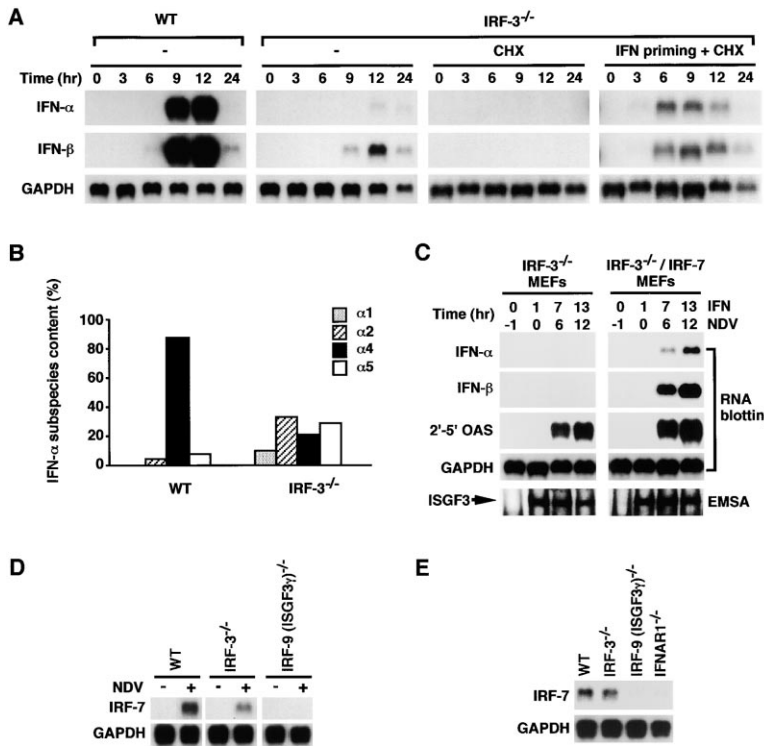 A
WT
IRF-3-/-
- - CHX IFN priming + CHX
Time (hr) 0 3 6 9 12 24 0 3 6 9 12 24 0 3 6 9 12 24 0 3 6 9 12 24
IFN-α
IFN-β
GAPDH
B
IFN-α subspecies content (%)
100
80
60
40
20
0
α1
α2
α4
α5
WT IRF-3-/-
C
IRF-3-/- MEFs
IRF-3-/- / IRF-7 MEFs
Time (hr)
0 1 7 13 0 1 7 13 IFN
-1 0 6 12 -1 0 6 12 NDV
IFN-α
IFN-β
2'-5' OAS
GAPDH
RNA
blottin
ISGF3 EMSA
D
WT
IRF-3-/-
IRF-9 (ISGF3γ)-/-
NDV - + - + - +
IRF-7
GAPDH
E
WT
IRF-3-/-
IRF-9 (ISGF3γ)-/-
IFNAR1-/-
IRF-7
GAPDH